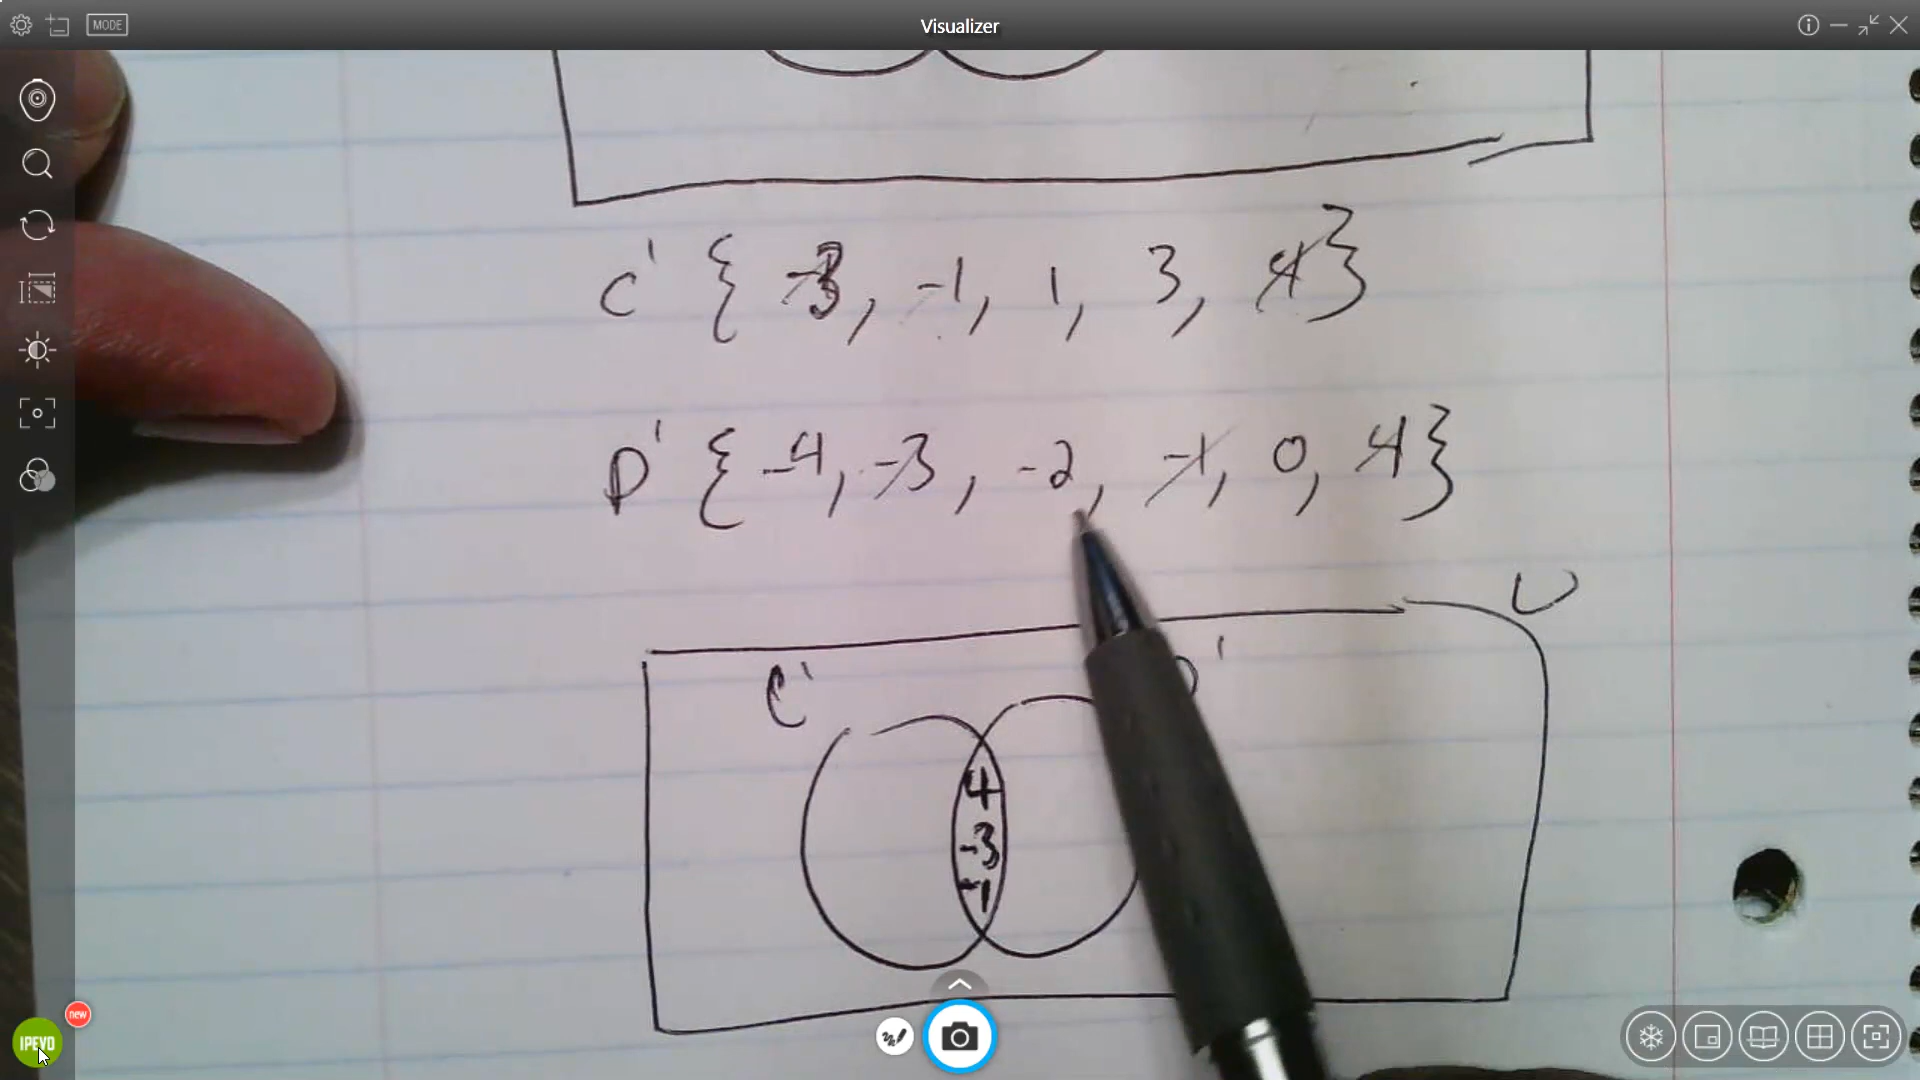 MODE
Visualizer
C' { -3, -1, 1, 3, 4 }
D' { -4, -3, -2, -1, 0, 4 }
U
C' D'
4
-3
-1
new
IPEVO